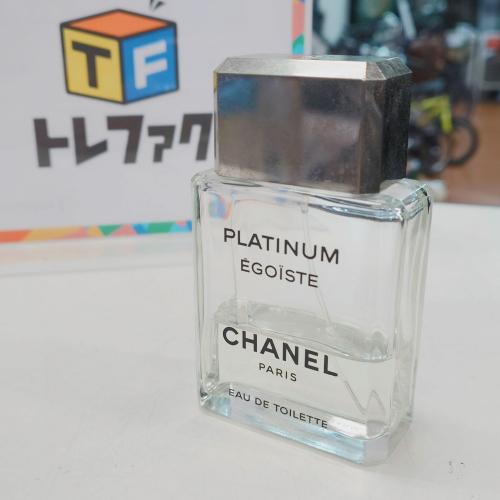 TF
トレファク
PLATINUM
ÉGOÏSTE
CHANEL
PARIS
EAU DE TOILETTE